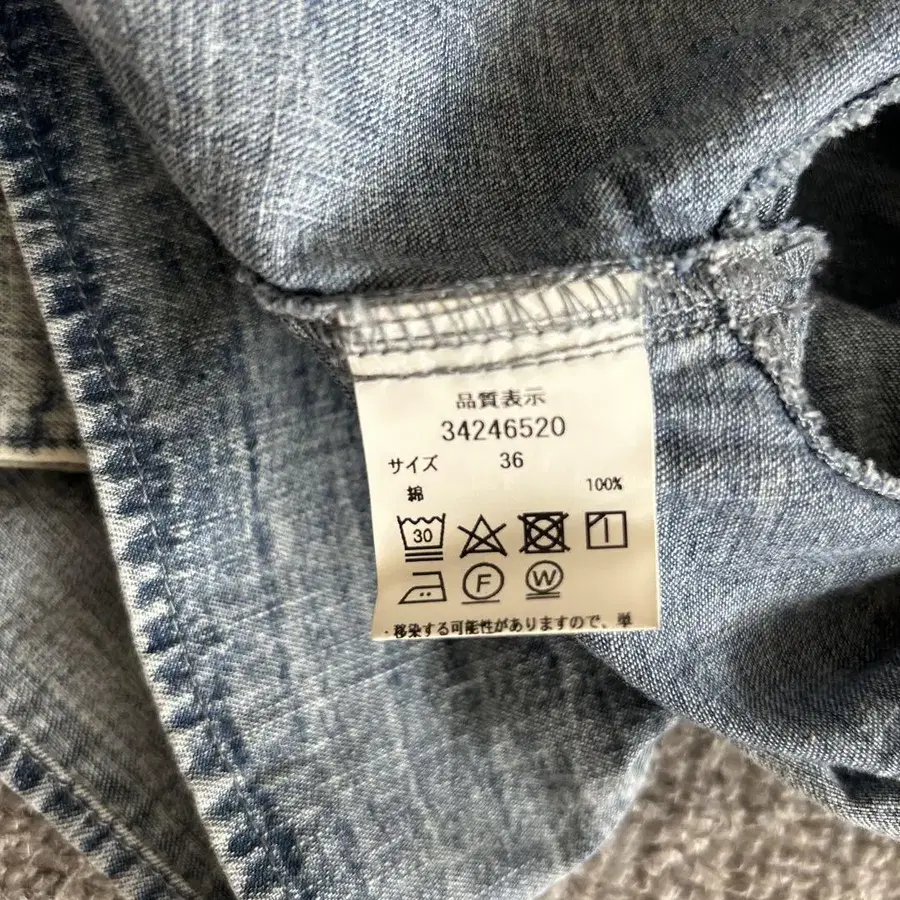 品質表示
34246520
サイズ 36
綿 100%
30
F W
・移染する可能性がありますので、単